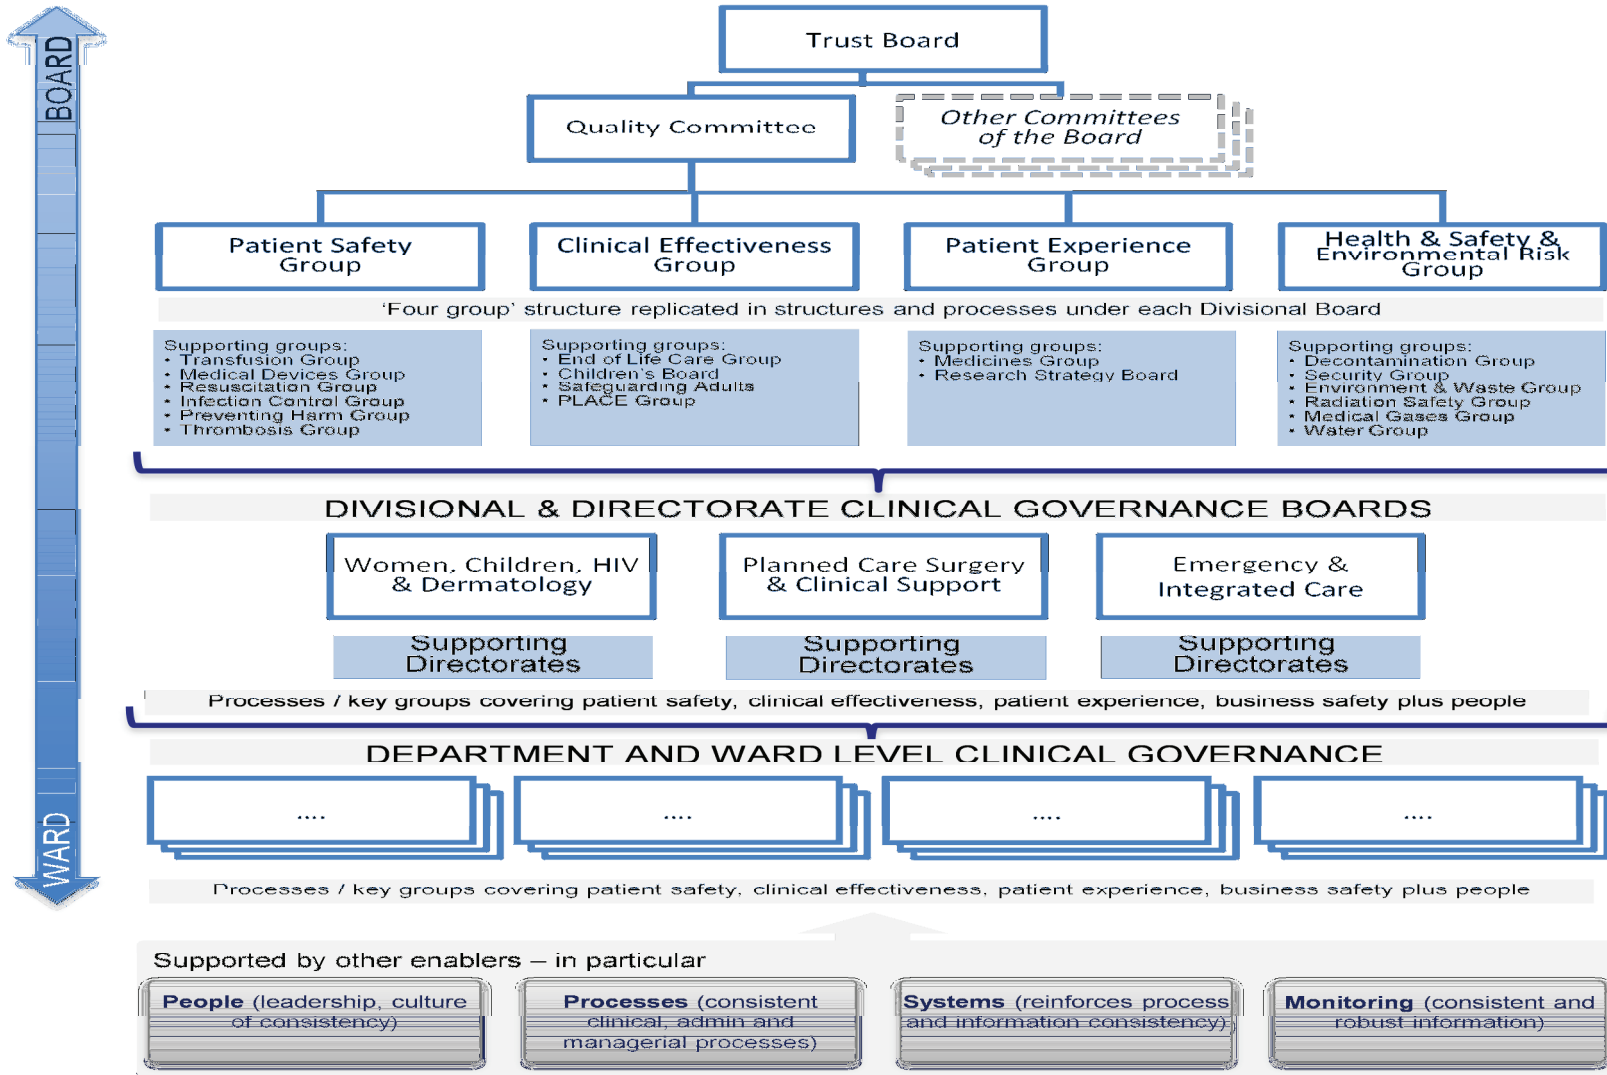 BOARD
Trust Board
Quality Committee
Other Committees
of the Board
Patient Safety
Group
Clinical Effectiveness
Group
Patient Experience
Group
Health & Safety &
Environmental Risk
Group
‘Four group’ structure replicated in structures and processes under each Divisional Board
Supporting groups:
• Transfusion Group
• Medical Devices Group
• Resuscitation Group
• Infection Control Group
• Preventing Harm Group
• Thrombosis Group
Supporting groups:
• End of Life Care Group
• Children's Board
• Safeguarding Adults
• PLACE Group
Supporting groups:
• Medicines Group
• Research Strategy Board
Supporting groups:
• Decontamination Group
• Security Group
• Environment & Waste Group
• Radiation Safety Group
• Medical Gases Group
• Water Group
DIVISIONAL & DIRECTORATE CLINICAL GOVERNANCE BOARDS
Women, Children, HIV
& Dermatology
Planned Care Surgery
& Clinical Support
Emergency &
Integrated Care
Supporting
Directorates
Supporting
Directorates
Supporting
Directorates
Processes / key groups covering patient safety, clinical effectiveness, patient experience, business safety plus people
DEPARTMENT AND WARD LEVEL CLINICAL GOVERNANCE
....
....
....
....
WARD
Processes / key groups covering patient safety, clinical effectiveness, patient experience, business safety plus people
Supported by other enablers – in particular
People (leadership, culture
of consistency)
Processes (consistent
clinical, admin and
managerial processes)
Systems (reinforces process
and information consistency)
Monitoring (consistent and
robust information)